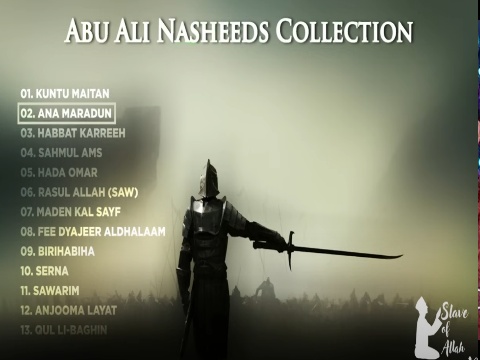 ABU ALI NASHEEDS COLLECTION
01. KUNTU MAITAN
02. ANA MARADUN
03. HABBAT KARREEH
04. SAHMUL AMS
05. HADA OMAR
06. RASUL ALLAH (SAW)
07. MADEN KAL SAYF
08. FEE DYAJEER ALDHALAAM
09. BIRIHABIHA
10. SERNA
11. SAWARIM
12. ANJOOMA LAYAT
13. QUL LI-BAGHIN
Slave
of
Allah